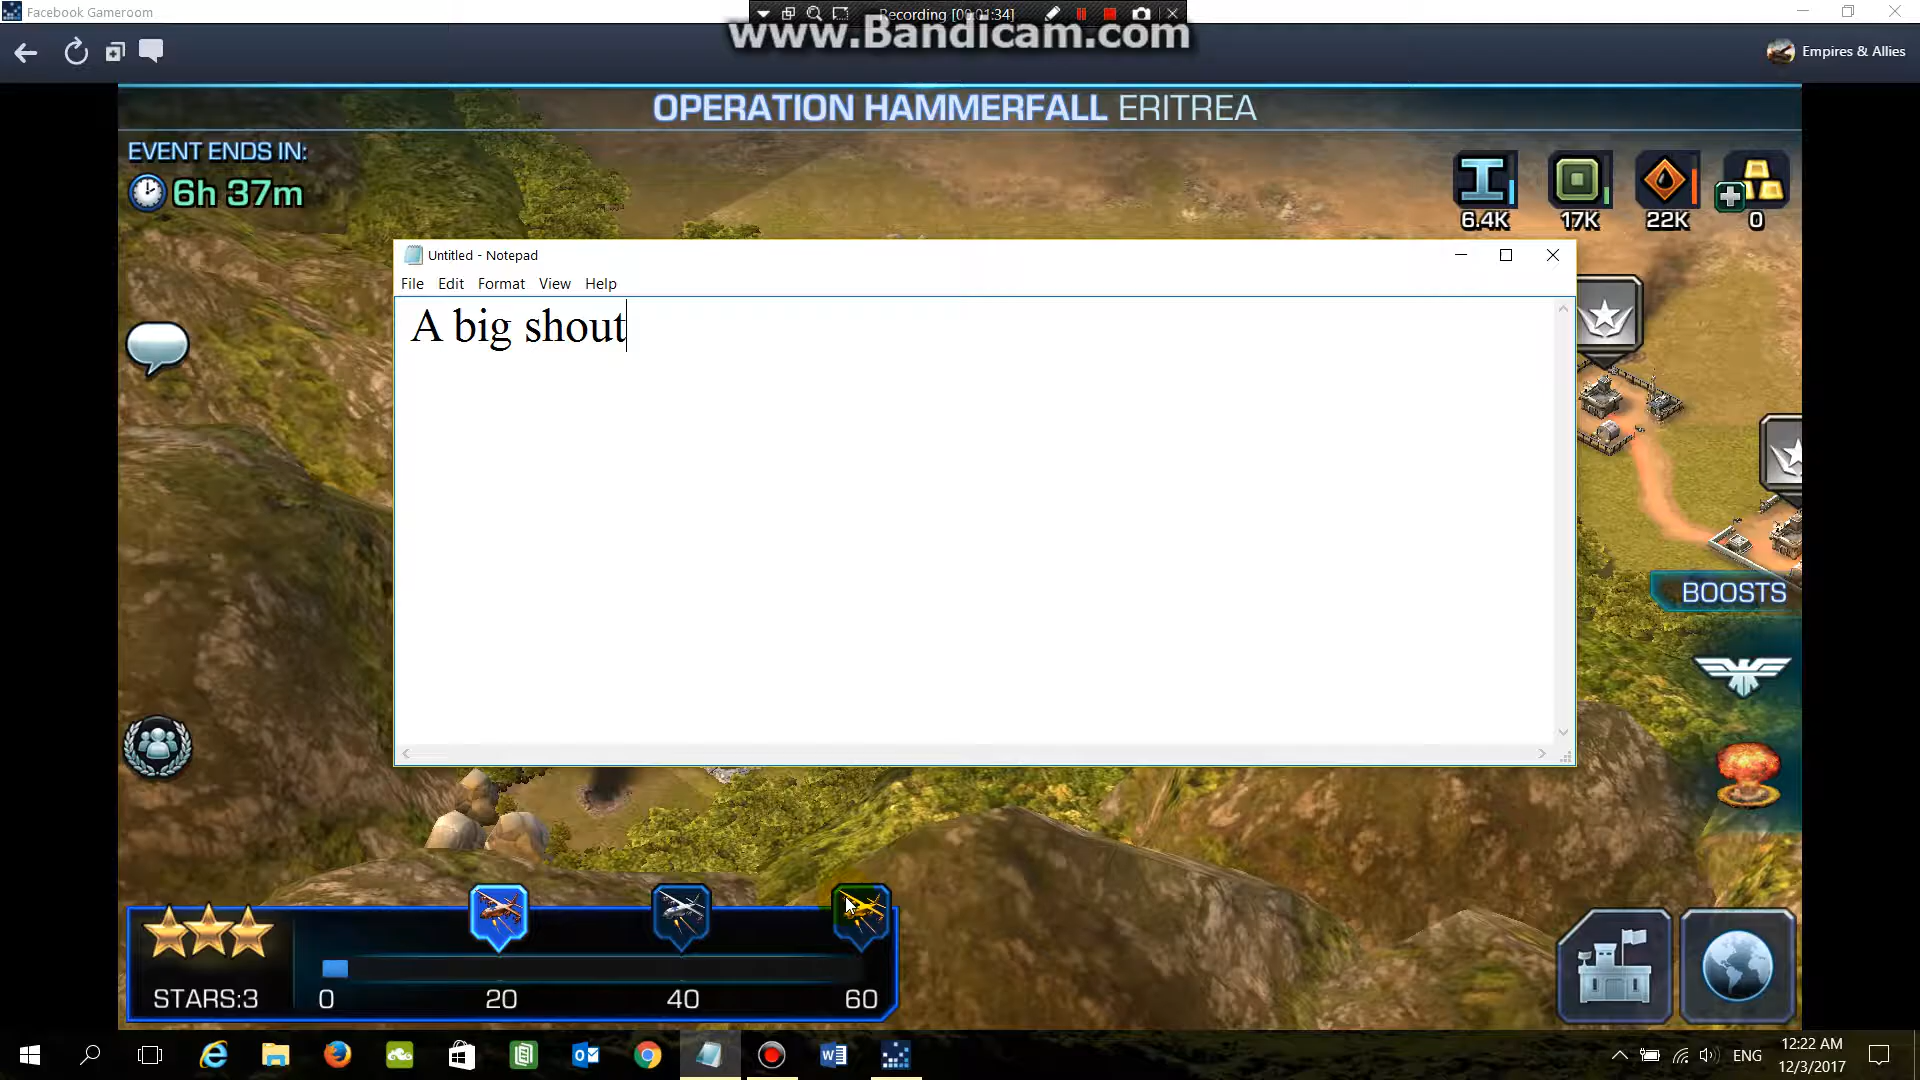 Facebook Gameroom
Recording [00:01:34]
www.Bandicam.com
Empires & Allies
OPERATION HAMMERFALL ERITREA
EVENT ENDS IN:
6h 37m
6.4K 17K 22K 0
Untitled - Notepad
File Edit Format View Help
A big shout
BOOSTS
STARS:3
0 20 40 60
ENG
12:22 AM
12/3/2017